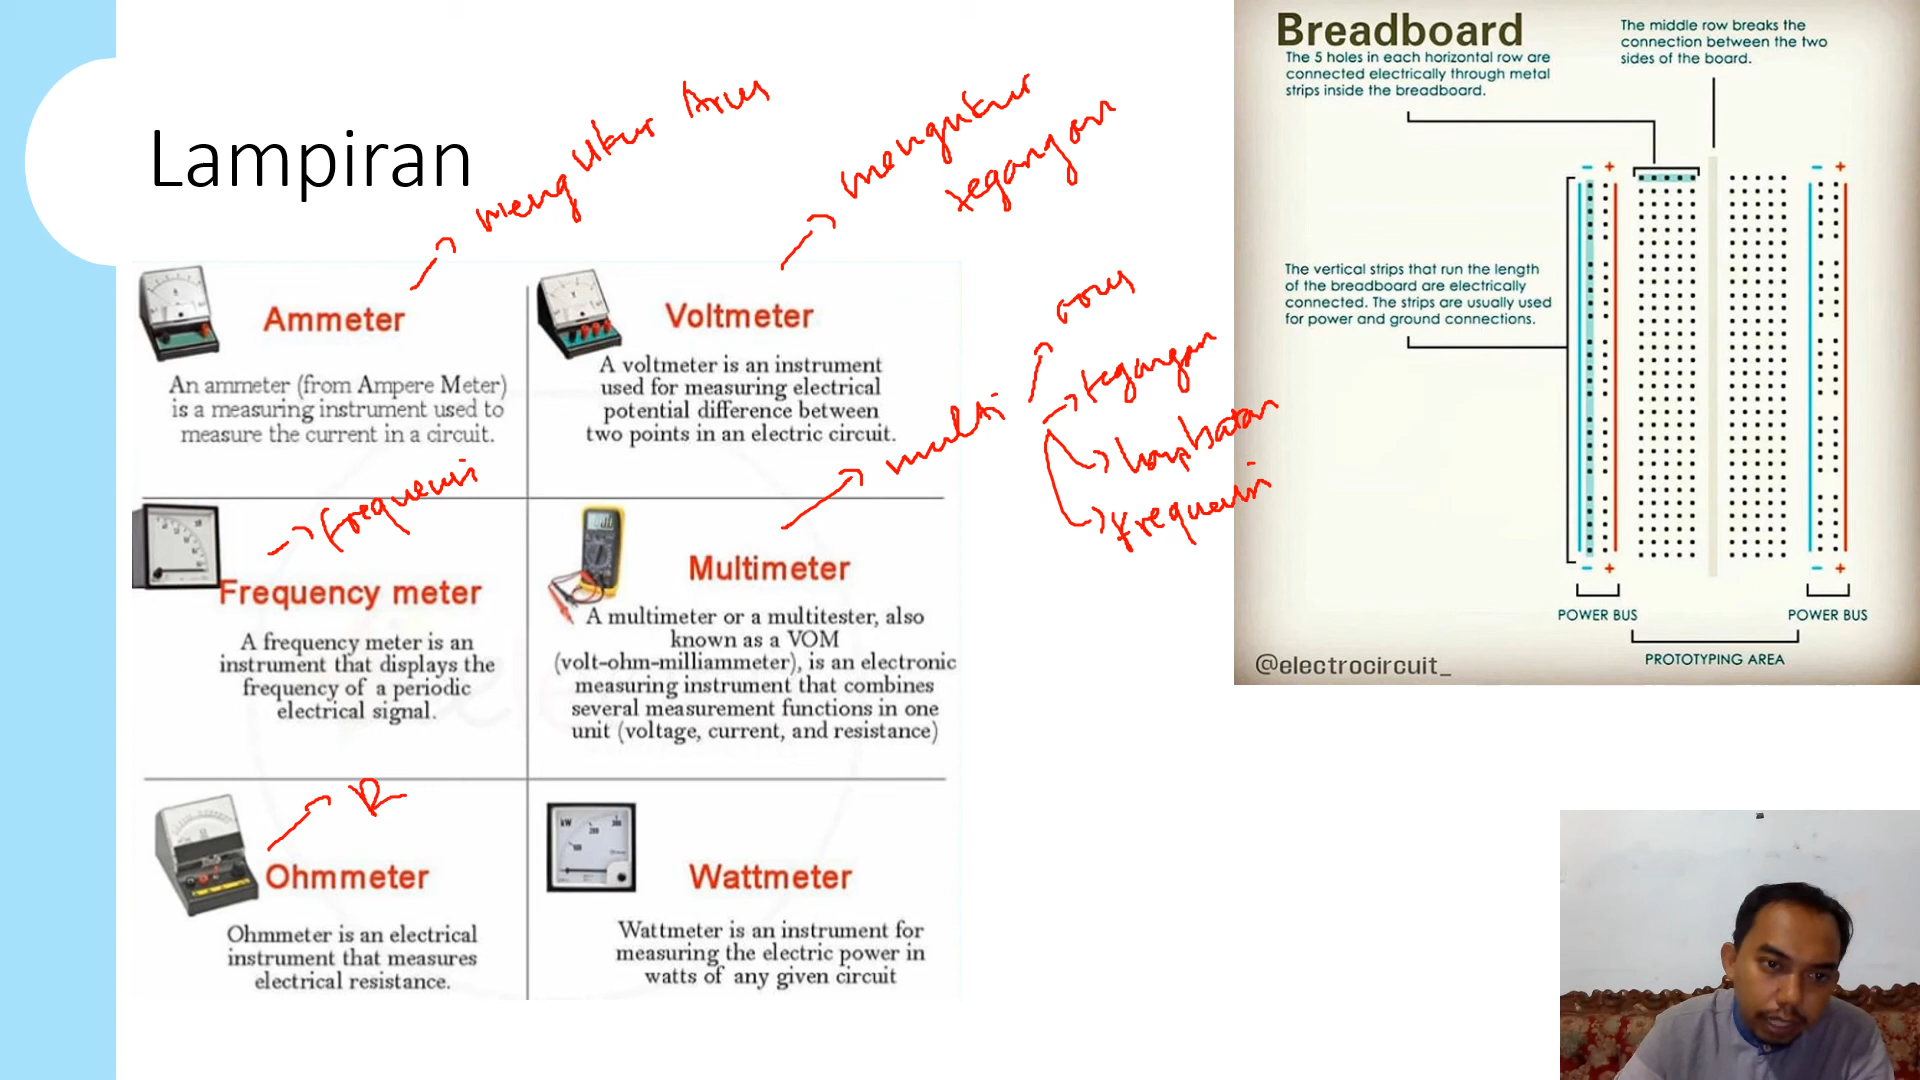 Lampiran
Mengukur Arus
mengukur
tegangan
Ammeter
An ammeter (from Ampere Meter)
is a measuring instrument used to
measure the current in a circuit.
Voltmeter
A voltmeter is an instrument
used for measuring electrical
potential difference between
two points in an electric circuit.
multi
arus
tegangan
hambatan
frequensi
Frequensi
Frequency meter
A frequency meter is an
instrument that displays the
frequency of a periodic
electrical signal.
Multimeter
A multimeter or a multitester, also
known as a VOM
(volt-ohm-milliammeter), is an electronic
measuring instrument that combines
several measurement functions in one
unit (voltage, current, and resistance)
R
Ohmmeter
Ohmmeter is an electrical
instrument that measures
electrical resistance.
kW
Wattmeter
Wattmeter is an instrument for
measuring the electric power in
watts of any given circuit
Breadboard
The 5 holes in each horizontal row are
connected electrically through metal
strips inside the breadboard.
The middle row breaks the
connection between the two
sides of the board.
- +
- +
The vertical strips that run the length
of the breadboard are electrically
connected. The strips are usually used
for power and ground connections.
- +
- +
POWER BUS
POWER BUS
PROTOTYPING AREA
@electrocircuit_